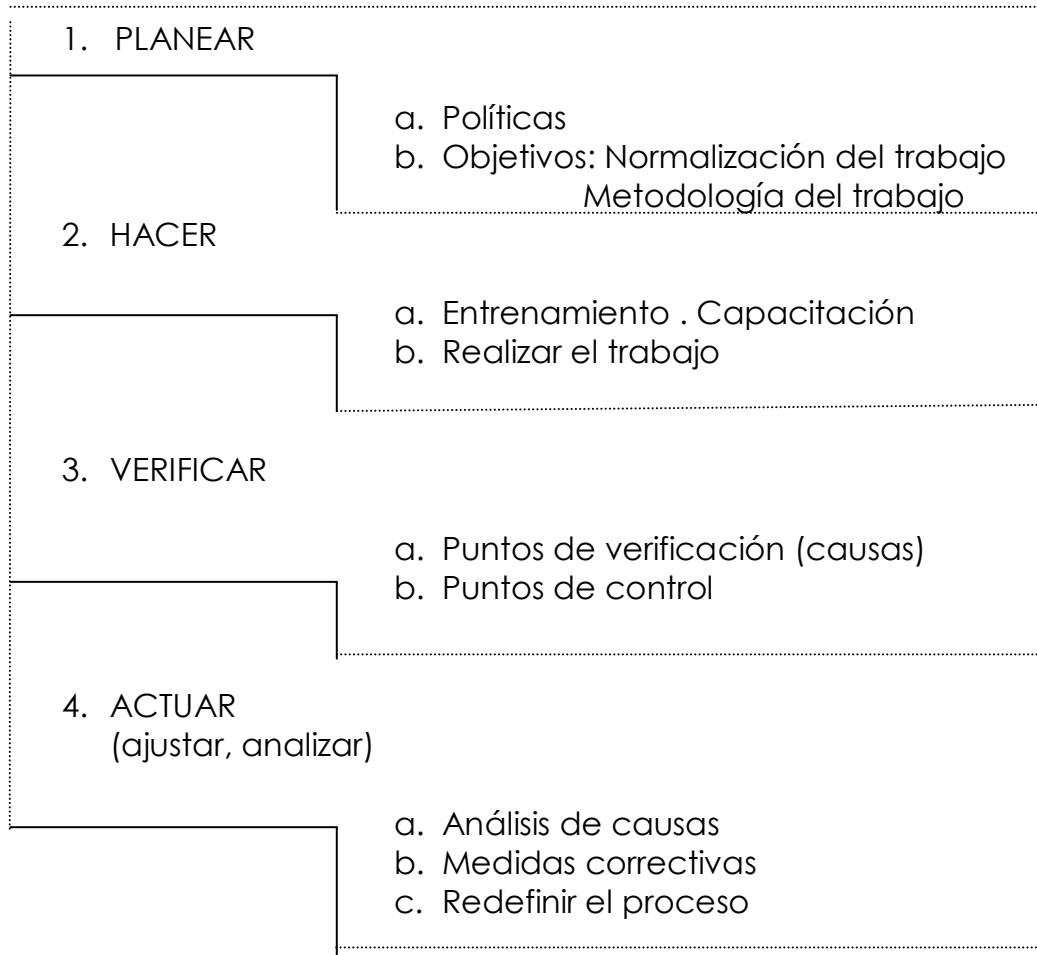 1. PLANEAR
a. Políticas
b. Objetivos: Normalización del trabajo
Metodología del trabajo
2. HACER
a. Entrenamiento . Capacitación
b. Realizar el trabajo
3. VERIFICAR
a. Puntos de verificación (causas)
b. Puntos de control
4. ACTUAR
(ajustar, analizar)
a. Análisis de causas
b. Medidas correctivas
c. Redefinir el proceso